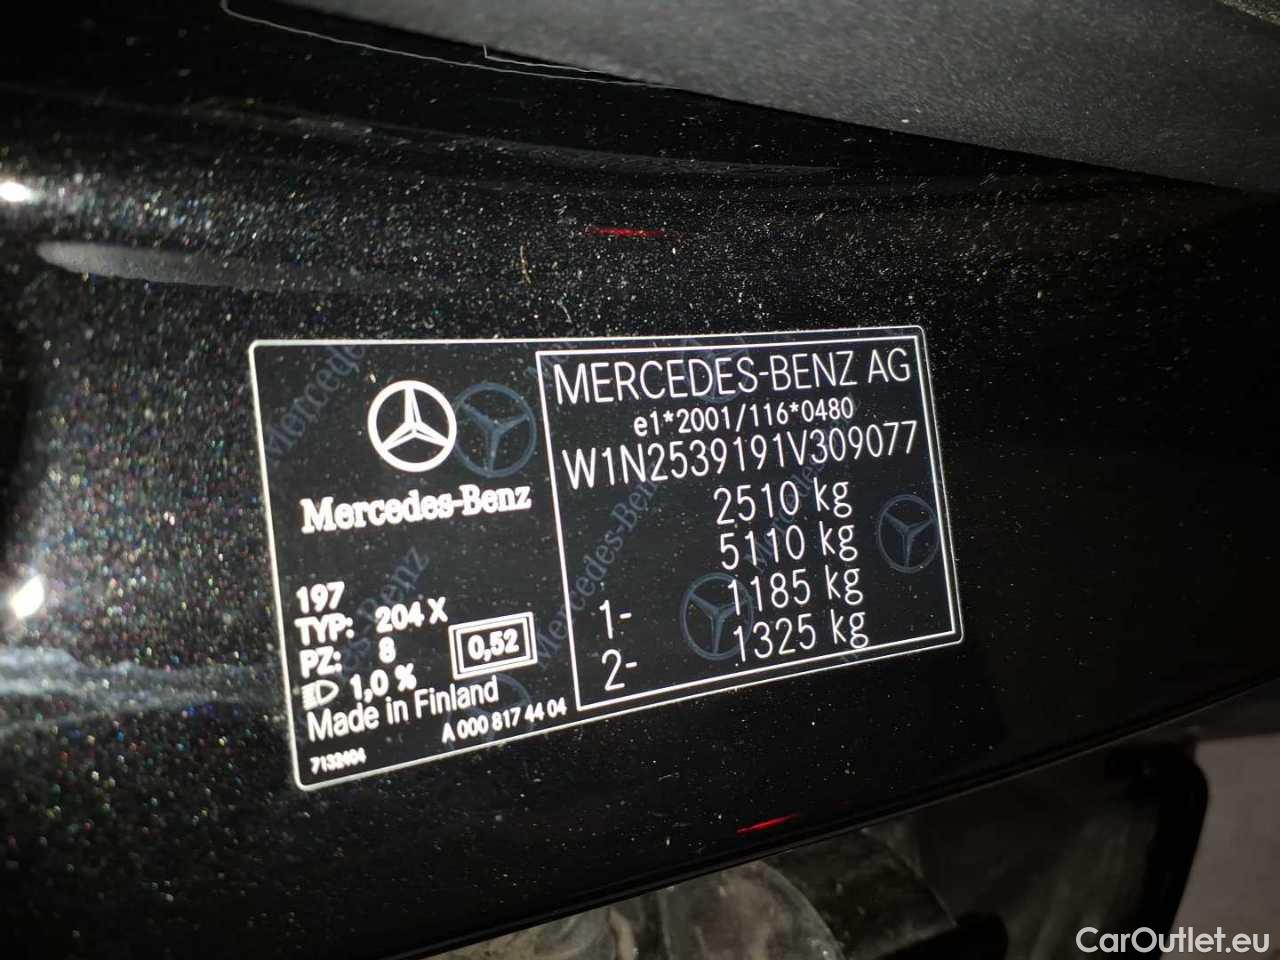 Mercedes-Benz
197
TYP: 204 X
PZ: 8
0,52
1,0 %
Made in Finland
A 000 817 44 04
7132404
MERCEDES-BENZ AG
e1*2001/116*0480
W1N2539191V309077
2510 kg
5110 kg
1- 1185 kg
2- 1325 kg
CarOutlet.eu